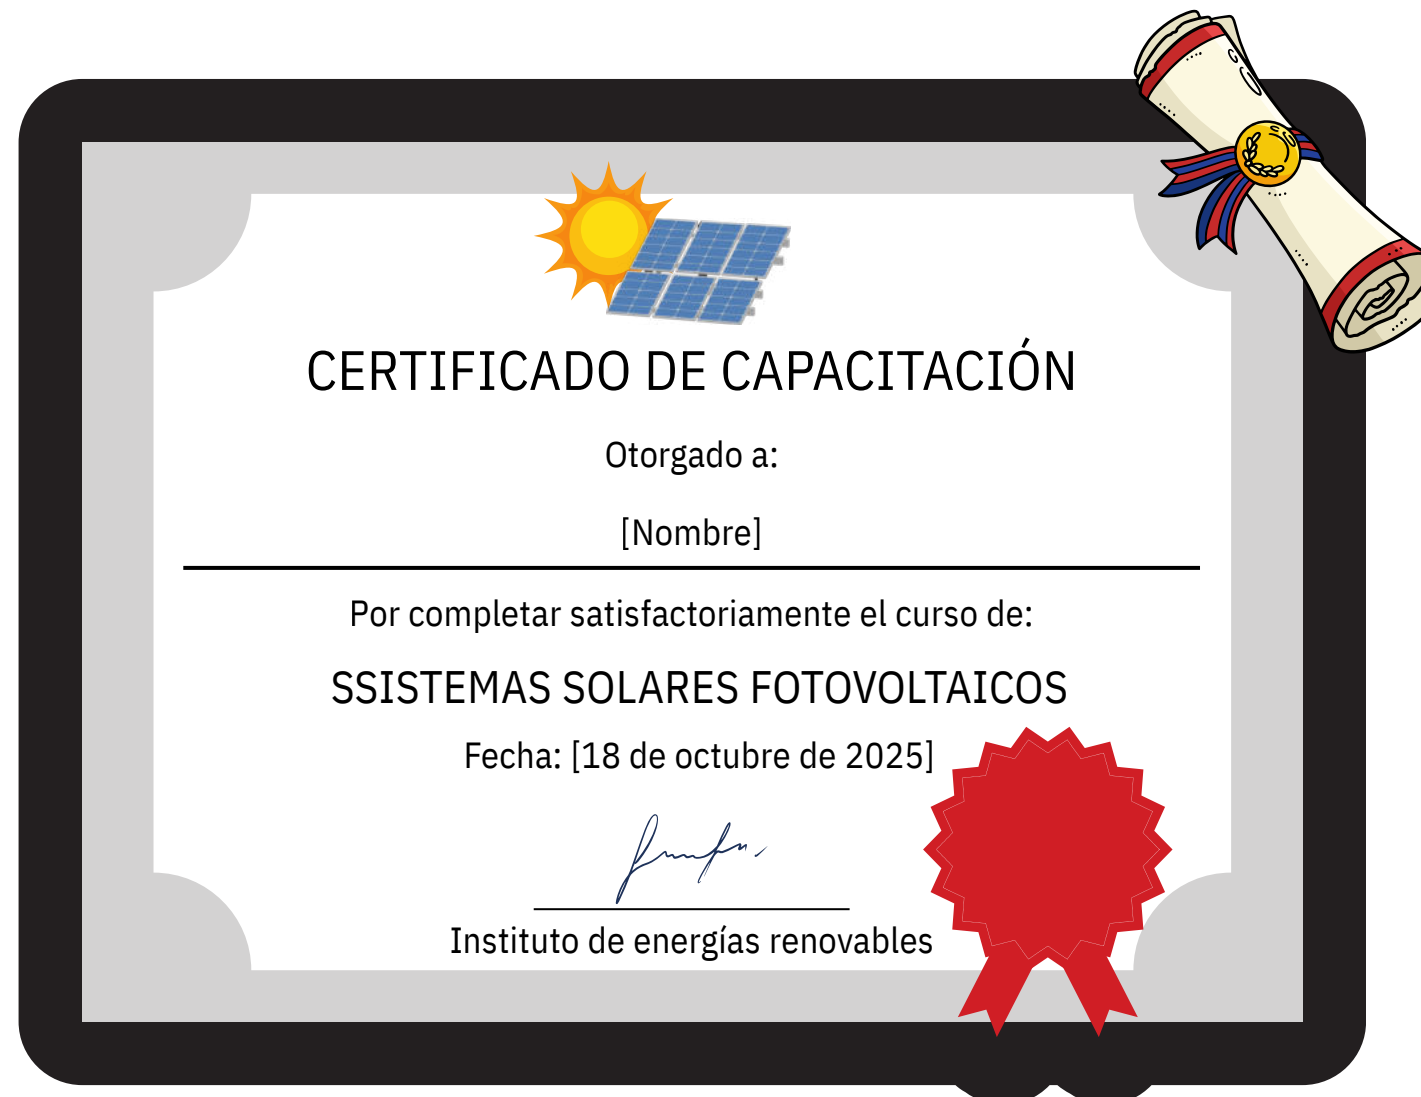 CERTIFICADO DE CAPACITACIÓN
Otorgado a:
[Nombre]
Por completar satisfactoriamente el curso de:
SSISTEMAS SOLARES FOTOVOLTAICOS
Fecha: [18 de octubre de 2025]
Instituto de energías renovables